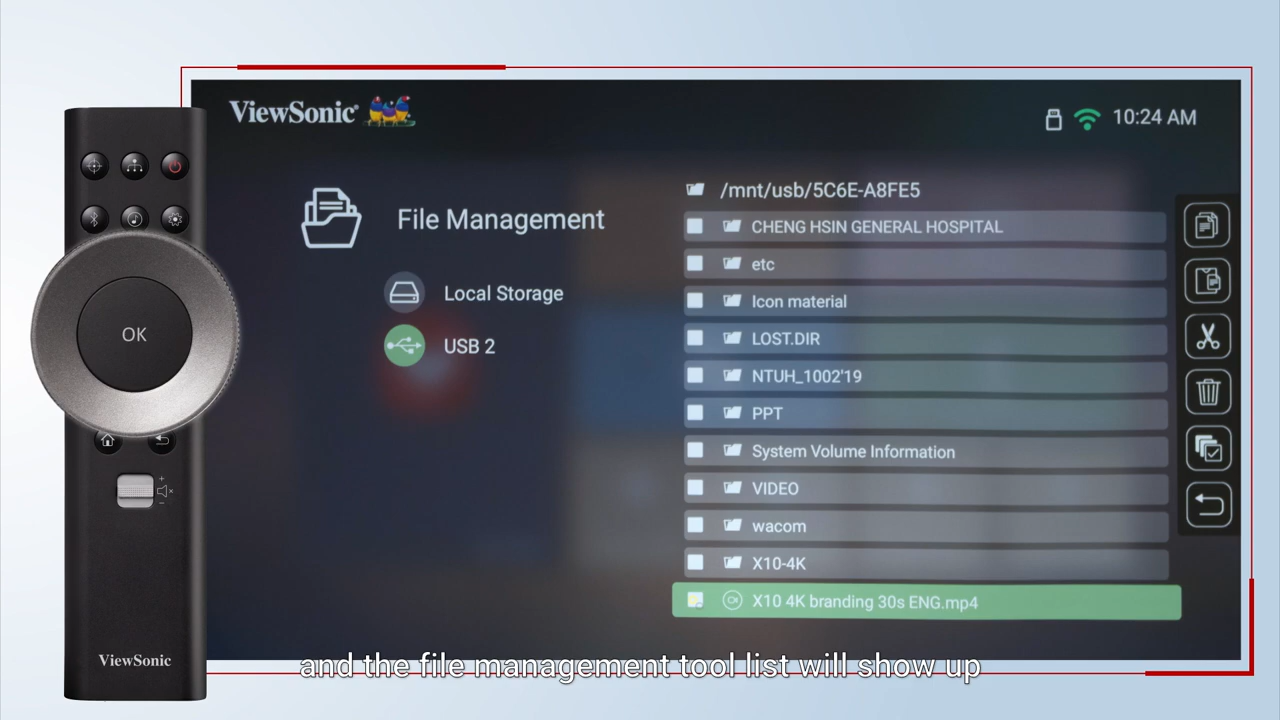 ViewSonic
10:24 AM
File Management
Local Storage
USB 2
/mnt/usb/5C6E-A8FE5
CHENG HSIN GENERAL HOSPITAL
etc
Icon material
LOST.DIR
NTUH_1002'19
PPT
System Volume Information
VIDEO
wacom
X10-4K
X10 4K branding 30s ENG.mp4
OK
+
−
ViewSonic
and the file management tool list will show up